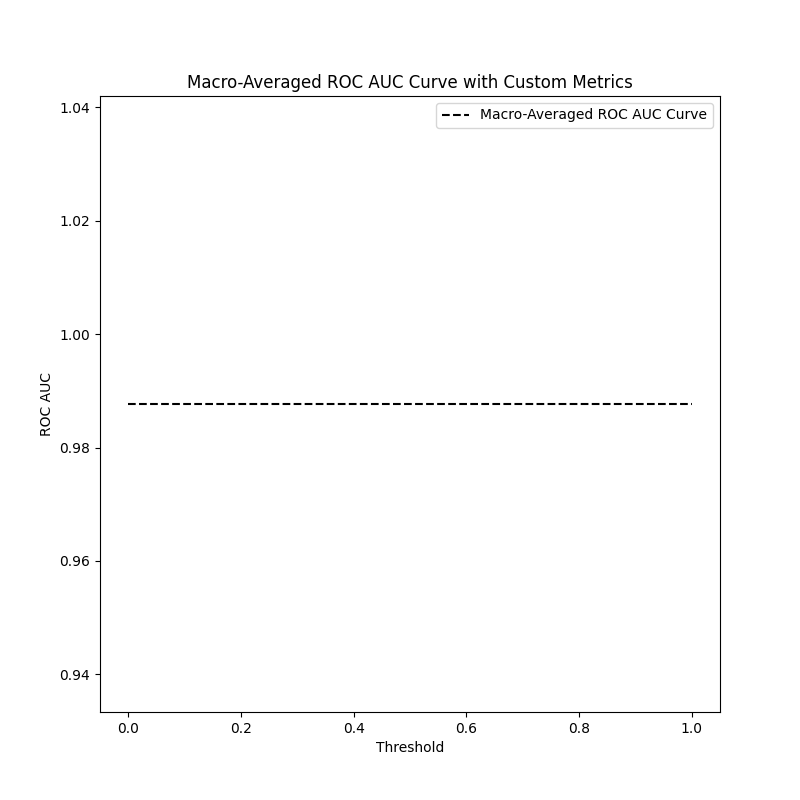 Macro-Averaged ROC AUC Curve with Custom Metrics
Macro-Averaged ROC AUC Curve
1.04
1.02
1.00
0.98
0.96
0.94
ROC AUC
0.0 0.2 0.4 0.6 0.8 1.0
Threshold